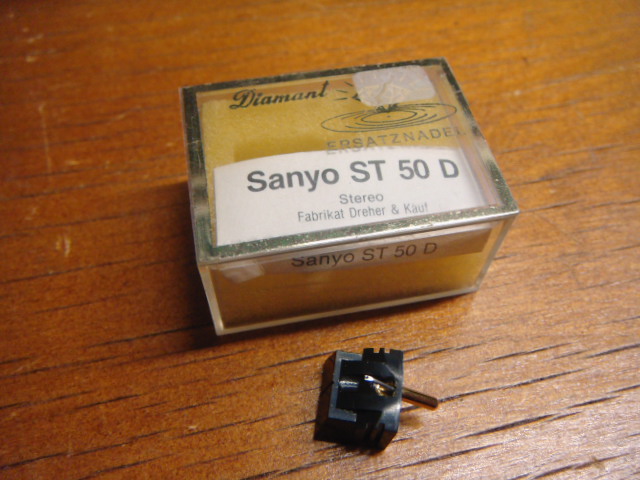 Diamant
ERSATZNADEL
Sanyo ST 50 D
Stereo
Fabrikat Dreher & Kauf
Sanyo ST 50 D